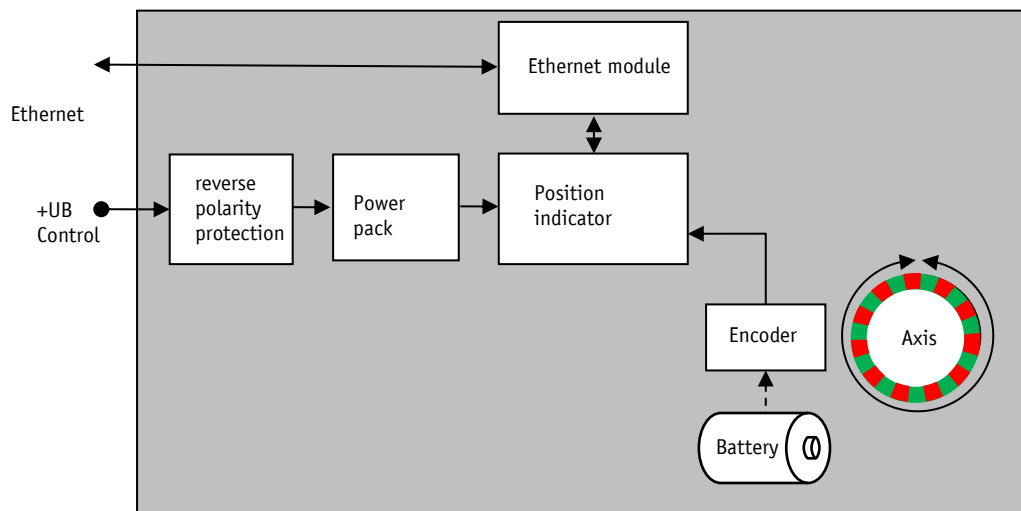 Ethernet module
Ethernet
reverse
polarity
protection
Power
pack
Position
indicator
+UB
Control
Encoder
Axis
Battery